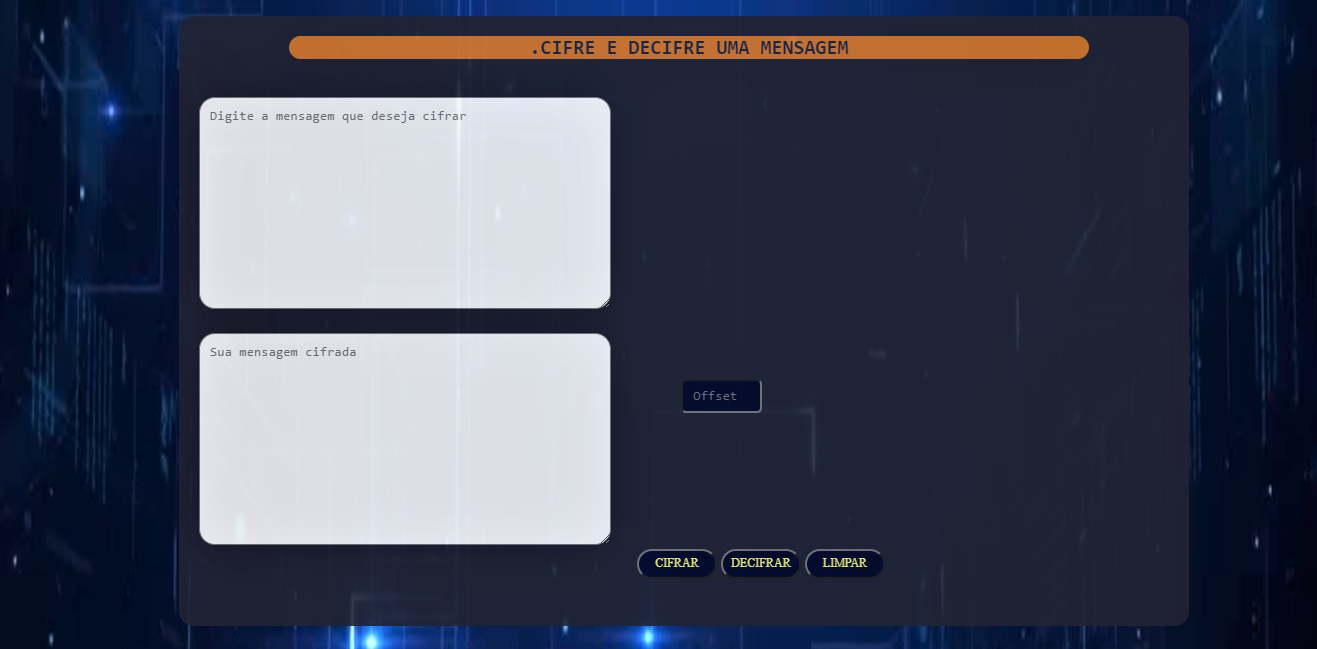 .CIFRE E DECIFRE UMA MENSAGEM
Digite a mensagem que deseja cifrar
Sua mensagem cifrada
Offset
CIFRAR DECIFRAR LIMPAR